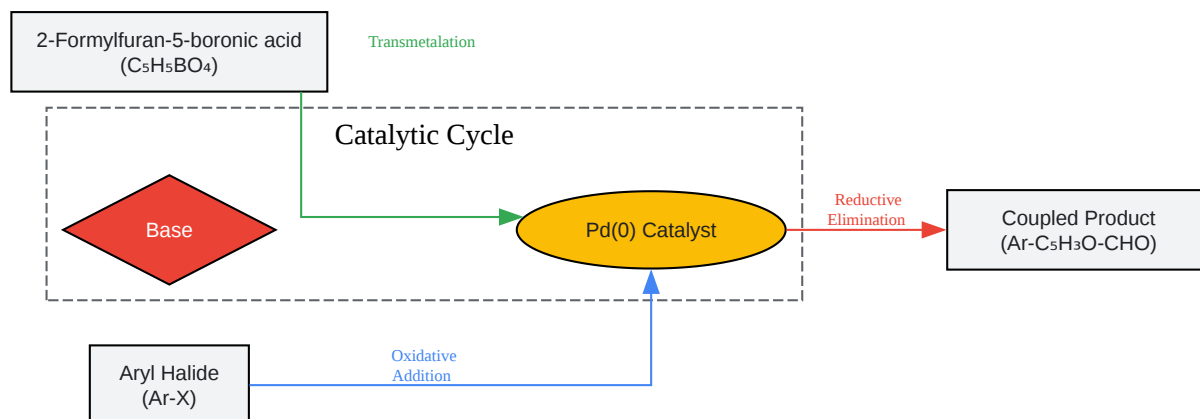 2-Formylfuran-5-boronic acid
(C₅H₅BO₄)
Transmetalation
Catalytic Cycle
Base
Pd(0) Catalyst
Reductive
Elimination
Coupled Product
(Ar-C₅H₃O-CHO)
Aryl Halide
(Ar-X)
Oxidative
Addition